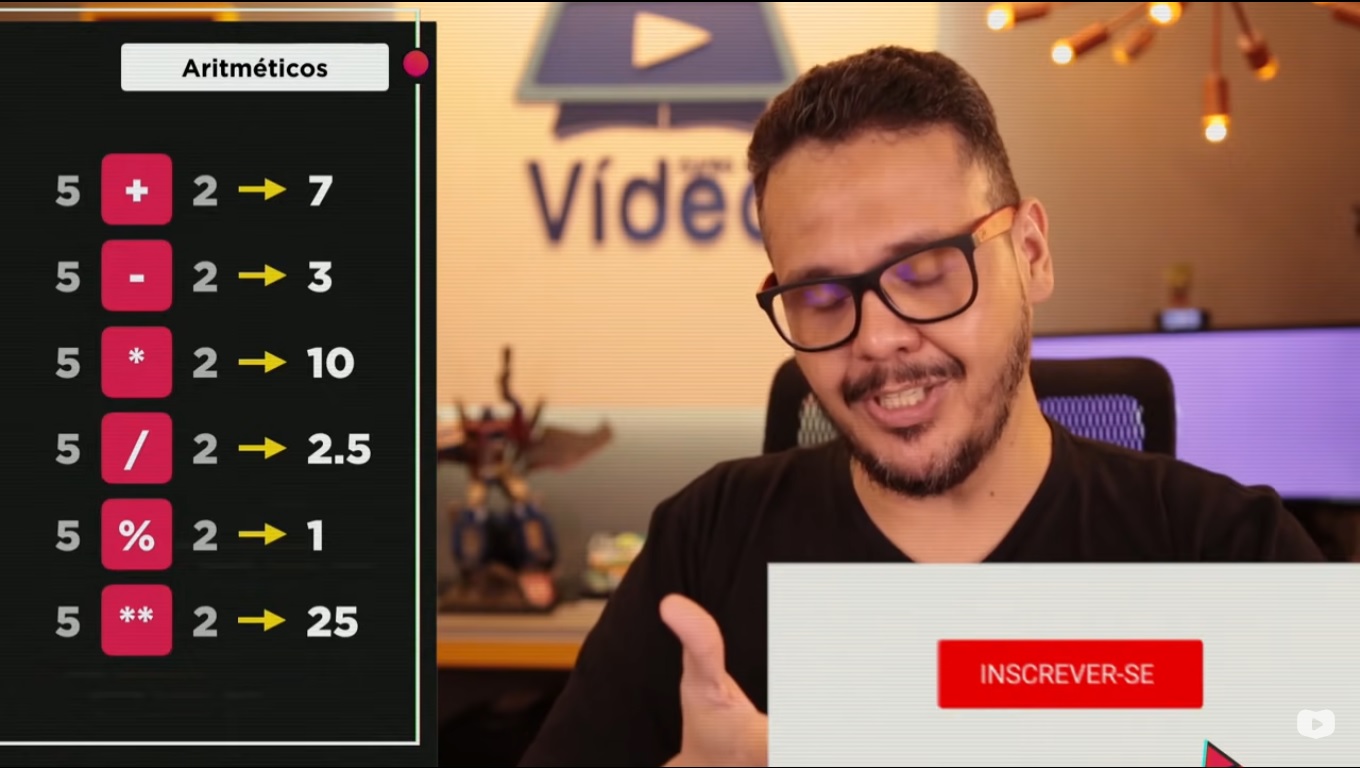 Aritméticos
5 + 2 → 7
5 - 2 → 3
5 * 2 → 10
5 / 2 → 2.5
5 % 2 → 1
5 ** 2 → 25
INSCREVER-SE